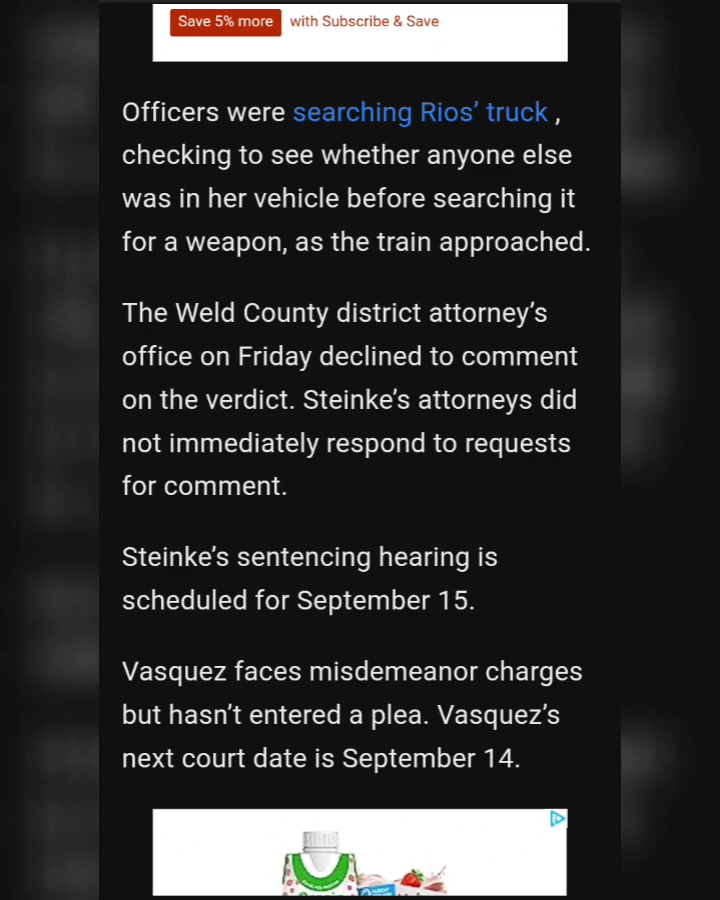 Save 5% more with Subscribe & Save
Officers were searching Rios’ truck ,
checking to see whether anyone else
was in her vehicle before searching it
for a weapon, as the train approached.
The Weld County district attorney’s
office on Friday declined to comment
on the verdict. Steinke’s attorneys did
not immediately respond to requests
for comment.
Steinke’s sentencing hearing is
scheduled for September 15.
Vasquez faces misdemeanor charges
but hasn’t entered a plea. Vasquez’s
next court date is September 14.